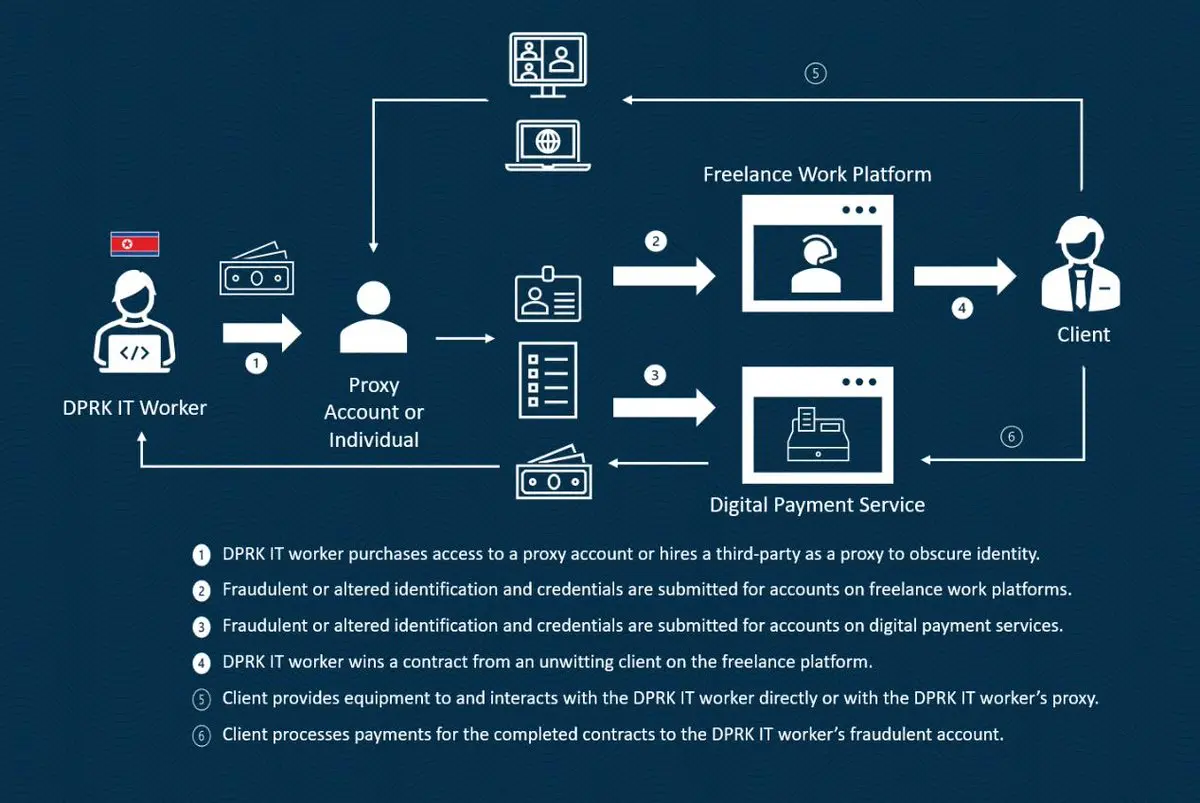 5
Freelance Work Platform
2
4
Client
1
DPRK IT Worker
Proxy
Account or
Individual
</>
3
6
Digital Payment Service
1 DPRK IT worker purchases access to a proxy account or hires a third-party as a proxy to obscure identity.
2 Fraudulent or altered identification and credentials are submitted for accounts on freelance work platforms.
3 Fraudulent or altered identification and credentials are submitted for accounts on digital payment services.
4 DPRK IT worker wins a contract from an unwitting client on the freelance platform.
5 Client provides equipment to and interacts with the DPRK IT worker directly or with the DPRK IT worker’s proxy.
6 Client processes payments for the completed contracts to the DPRK IT worker’s fraudulent account.